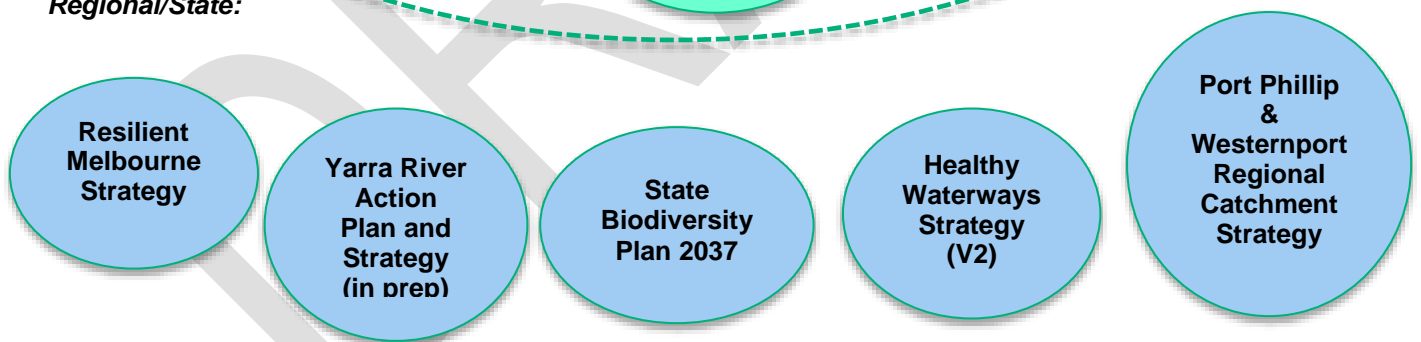 Regional/State:
Resilient
Melbourne
Strategy
Yarra River
Action
Plan and
Strategy
(in prep)
State
Biodiversity
Plan 2037
Healthy
Waterways
Strategy
(V2)
Port Phillip
&
Westernport
Regional
Catchment
Strategy